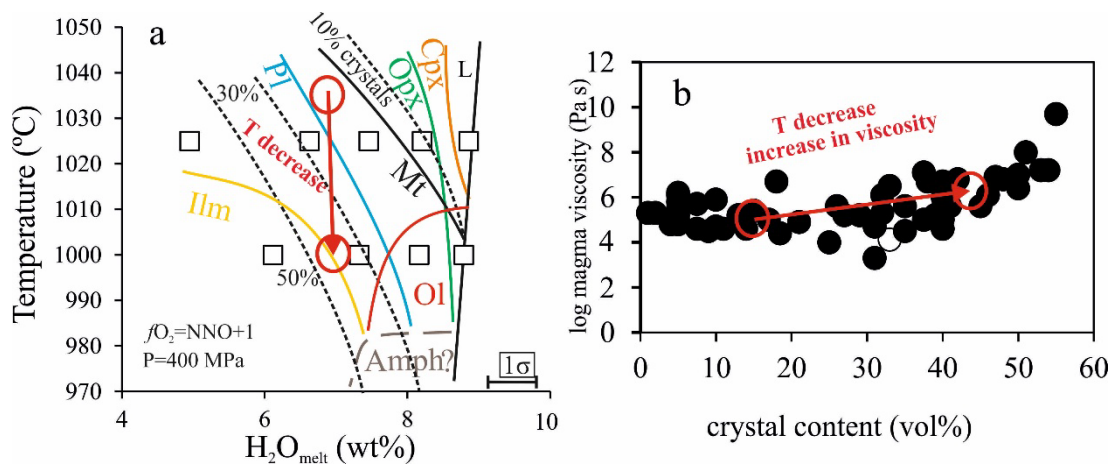 a
1050
1040
1030
1020
1010
1000
990
980
970
Temperature (ºC)
4
6
8
10
H₂Oₘₑₗₜ (wt%)
10% crystals
30%
50%
Pl
T decrease
Mt
Opx
Cpx
L
Ilm
Ol
Amph?
fO₂=NNO+1
P=400 MPa
1σ
b
12
10
8
6
4
2
0
log magma viscosity (Pa s)
T decrease
increase in viscosity
0
10
20
30
40
50
60
crystal content (vol%)